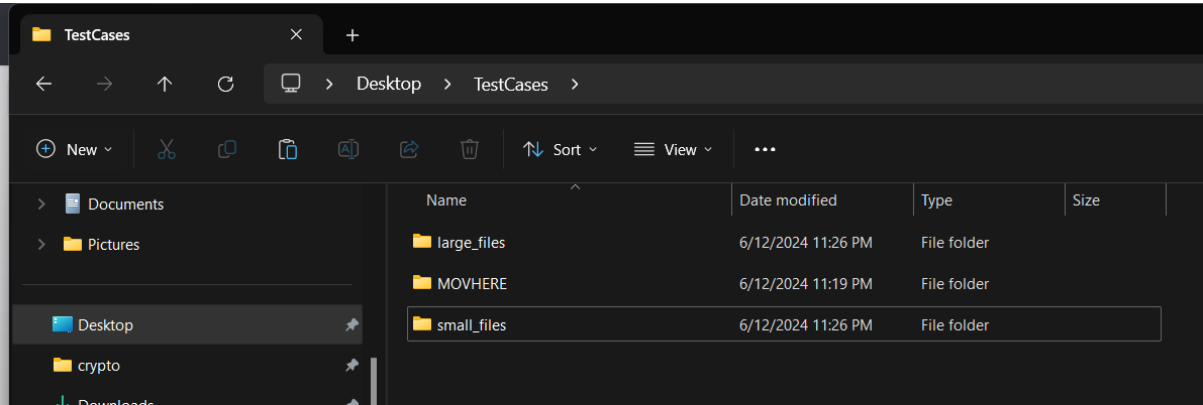 TestCases
Desktop > TestCases >
New
Sort
View
Documents
Pictures
Desktop
crypto
Downloads
Name Date modified Type Size
large_files 6/12/2024 11:26 PM File folder
MOVHERE 6/12/2024 11:19 PM File folder
small_files 6/12/2024 11:26 PM File folder